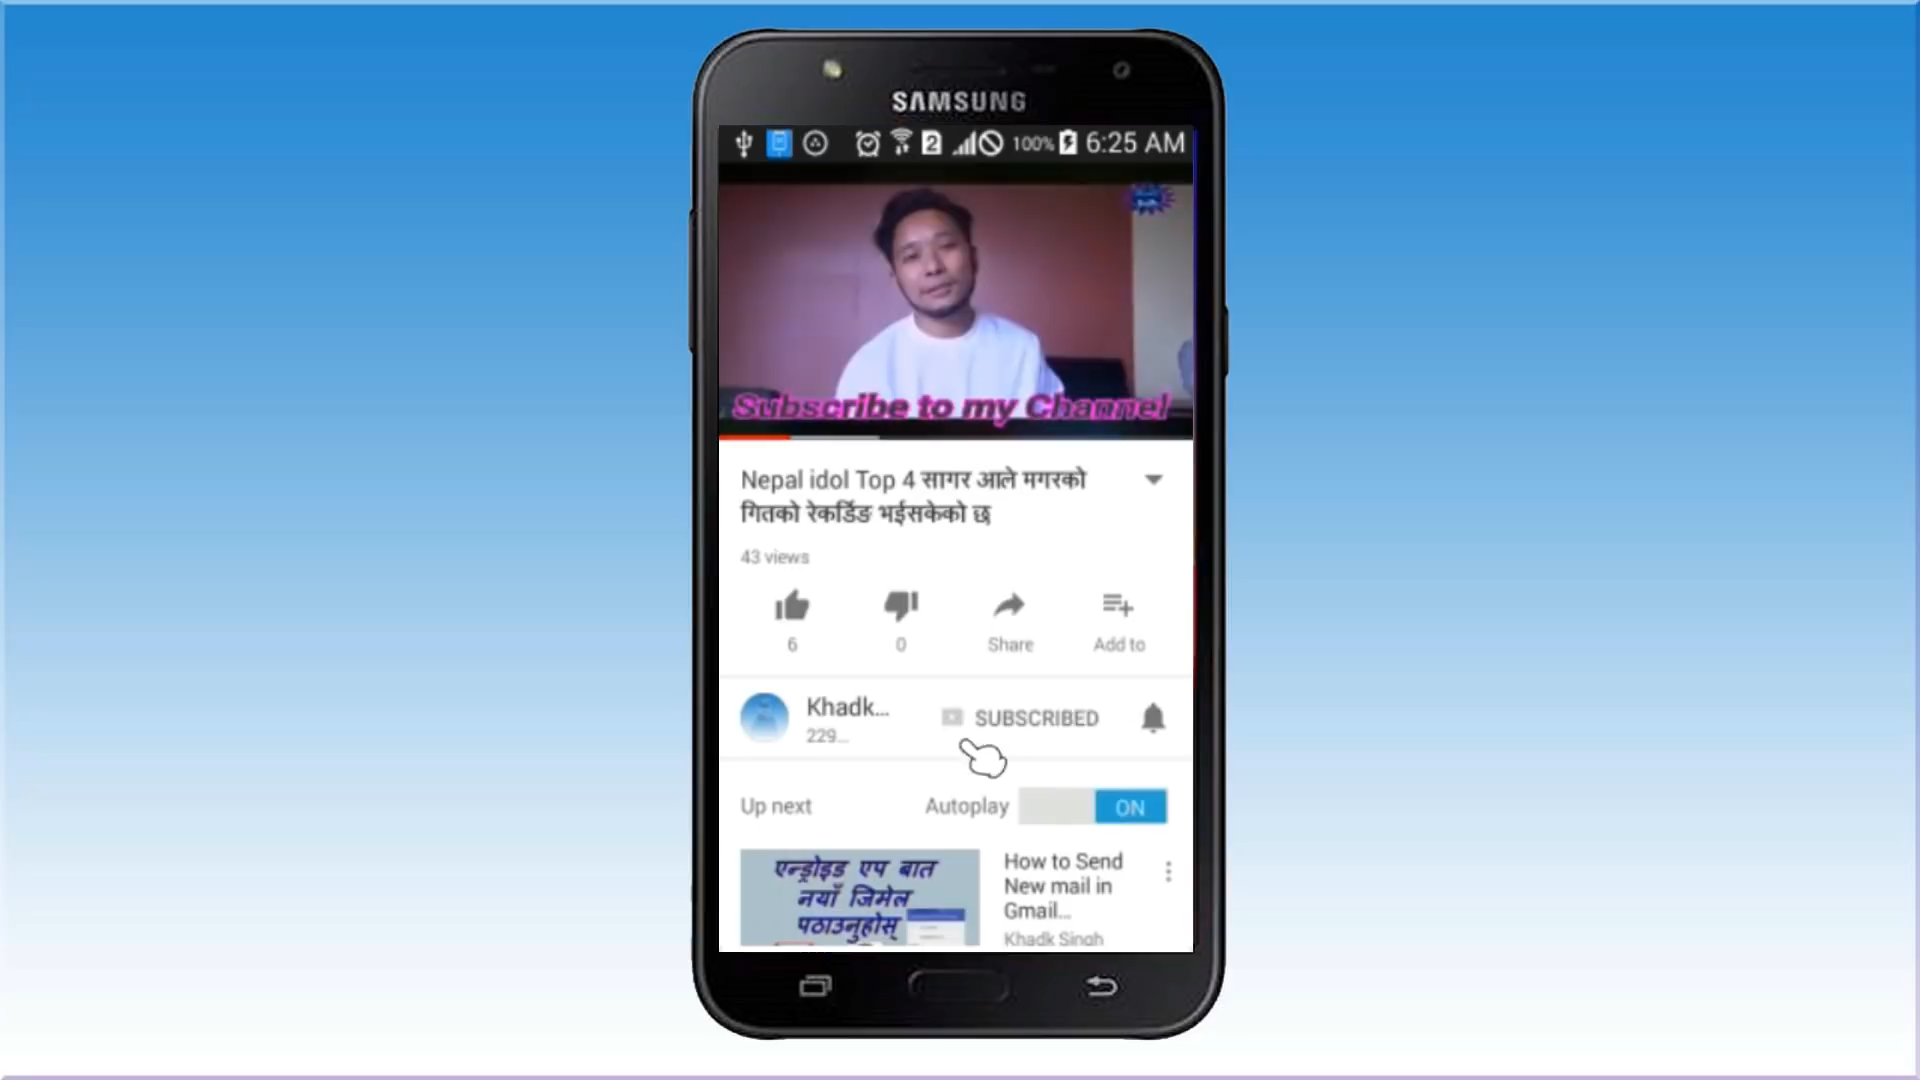 SAMSUNG
2 100% 6:25 AM
Subscribe to my Channel
Nepal idol Top 4 सागर आले मगरको
गितको रेकर्डिङ भईसकेको छ
43 views
6 0 Share Add to
Khadk... SUBSCRIBED
229...
Up next Autoplay ON
एन्ड्रोइड एप बात
नयाँ जिमेल
पठाउनुहोस्
How to Send
New mail in
Gmail...
Khadk Singh